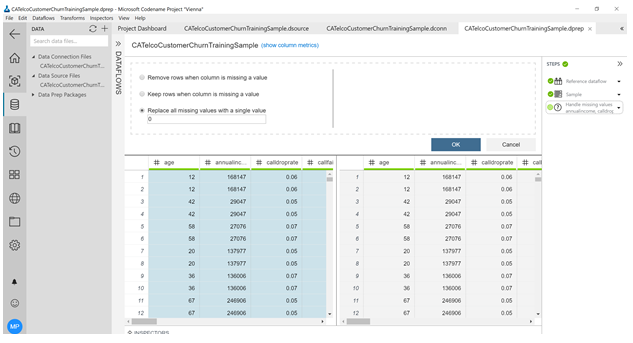 CATelcoCustomerChurnTrainingSample.dprep - Microsoft Codename Project "Vienna"
File Edit Dataflows Transforms Inspectors View Help
DATA
Search data files...
Data Connection Files
CATelcoCustomerChurnT...
Data Source Files
CATelcoCustomerChurnT...
Data Prep Packages
MP
Project Dashboard CATelcoCustomerChurnTrainingSample.dsource CATelcoCustomerChurnTrainingSample.dconn CATelcoCustomerChurnTrainingSample.dprep
DATAFLOWS
CATelcoCustomerChurnTrainingSample (show column metrics)
Remove rows when column is missing a value
Keep rows when column is missing a value
Replace all missing values with a single value
0
OK Cancel
# age # annualinc... # calldroprate # callfai
1 12 168147 0.06
2 12 168147 0.06
3 42 29047 0.05
4 42 29047 0.05
5 58 27076 0.07
6 58 27076 0.07
7 20 137977 0.05
8 20 137977 0.05
9 36 136006 0.07
10 36 136006 0.07
11 67 246906 0.05
12 67 246906 0.05
# age # annualinc... # calldroprate # call
1 12 168147 0.06
2 12 168147 0.06
3 42 29047 0.05
4 42 29047 0.05
5 58 27076 0.07
6 58 27076 0.07
7 20 137977 0.05
8 20 137977 0.05
9 36 136006 0.07
10 36 136006 0.07
11 67 246906 0.05
12 67 246906 0.05
INSPECTORS
STEPS
Reference dataflow
Sample
Handle missing values
annualincome, calldrop